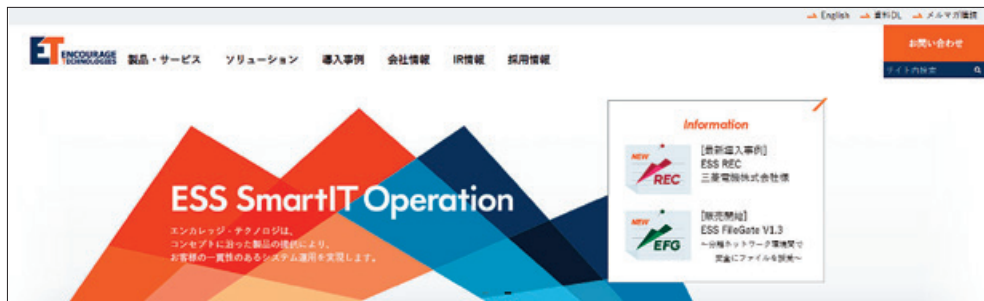 English 資料DL メルマガ登録
ET ENCOURAGE TECHNOLOGIES
製品・サービス ソリューション 導入事例 会社情報 IR情報 採用情報
お問い合わせ
サイト内検索
ESS SmartIT Operation
エンカレッジ・テクノロジは、
コンセプトに沿った製品の提供により、
お客様の一貫性のあるシステム運用を実現します。
Information
NEW
REC
[最新導入事例]
ESS REC
三菱電機株式会社様
NEW
EFG
[販売開始]
ESS FileGate V1.3
~分離ネットワーク環境間で
安全にファイルを授受~